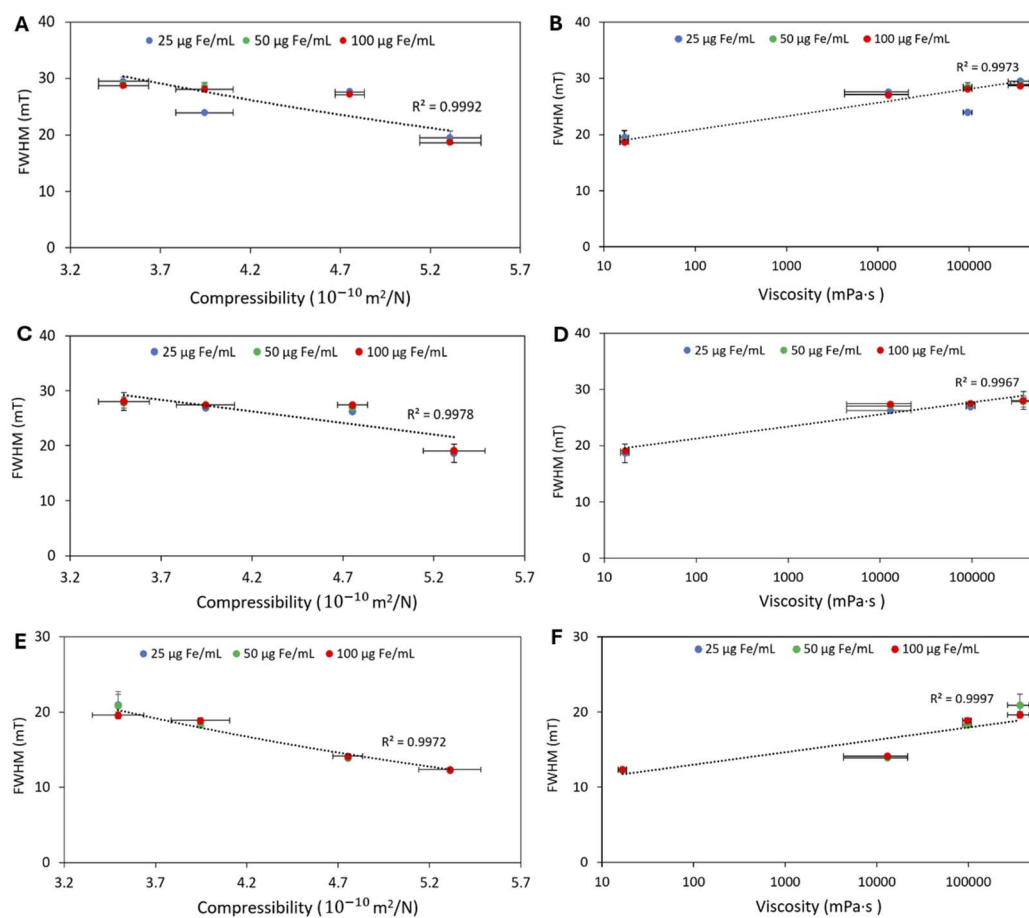 A
B
25 µg Fe/mL 50 µg Fe/mL 100 µg Fe/mL
25 µg Fe/mL 50 µg Fe/mL 100 µg Fe/mL
40
30
20
10
0
FWHM (mT)
R² = 0.9992
3.2 3.7 4.2 4.7 5.2 5.7
Compressibility (10⁻¹⁰ m²/N)
40
30
20
10
0
FWHM (mT)
R² = 0.9973
10 100 1000 10000 100000
Viscosity (mPa·s)
C
D
25 µg Fe/mL 50 µg Fe/mL 100 µg Fe/mL
25 µg Fe/mL 50 µg Fe/mL 100 µg Fe/mL
40
30
20
10
0
FWHM (mT)
R² = 0.9978
3.2 3.7 4.2 4.7 5.2 5.7
Compressibility (10⁻¹⁰ m²/N)
40
30
20
10
0
FWHM (mT)
R² = 0.9967
10 100 1000 10000 100000
Viscosity (mPa·s)
E
F
25 µg Fe/mL 50 µg Fe/mL 100 µg Fe/mL
25 µg Fe/mL 50 µg Fe/mL 100 µg Fe/mL
30
20
10
0
FWHM (mT)
R² = 0.9972
3.2 3.7 4.2 4.7 5.2 5.7
Compressibility (10⁻¹⁰ m²/N)
30
20
10
0
FWHM (mT)
R² = 0.9997
10 100 1000 10000 100000
Viscosity (mPa·s)